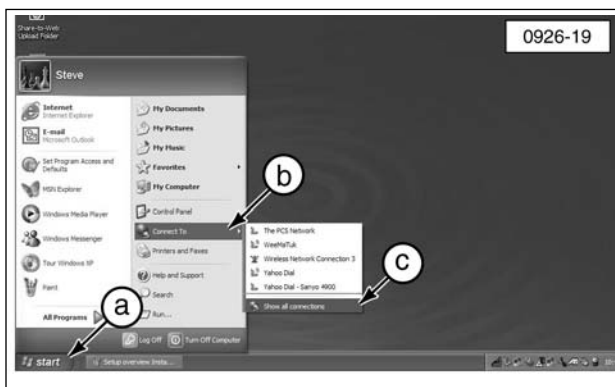 Share-to-Web
Upload Folder
0926-19
Steve
Internet
Internet Explorer
E-mail
Microsoft Outlook
Set Program Access and
Defaults
MSN Explorer
Windows Media Player
Windows Messenger
Tour Windows XP
Paint
All Programs
My Documents
My Pictures
My Music
Favorites
My Computer
Control Panel
Connect To
Printers and Faxes
Help and Support
Search
Run...
b
The PCS Network
WeeMaTuk
Wireless Network Connection 3
Yahoo Dial
Yahoo Dial - Sanyo 4900
Show all connections
c
a
Log Off
Turn Off Computer
start
Setup overview Insta...